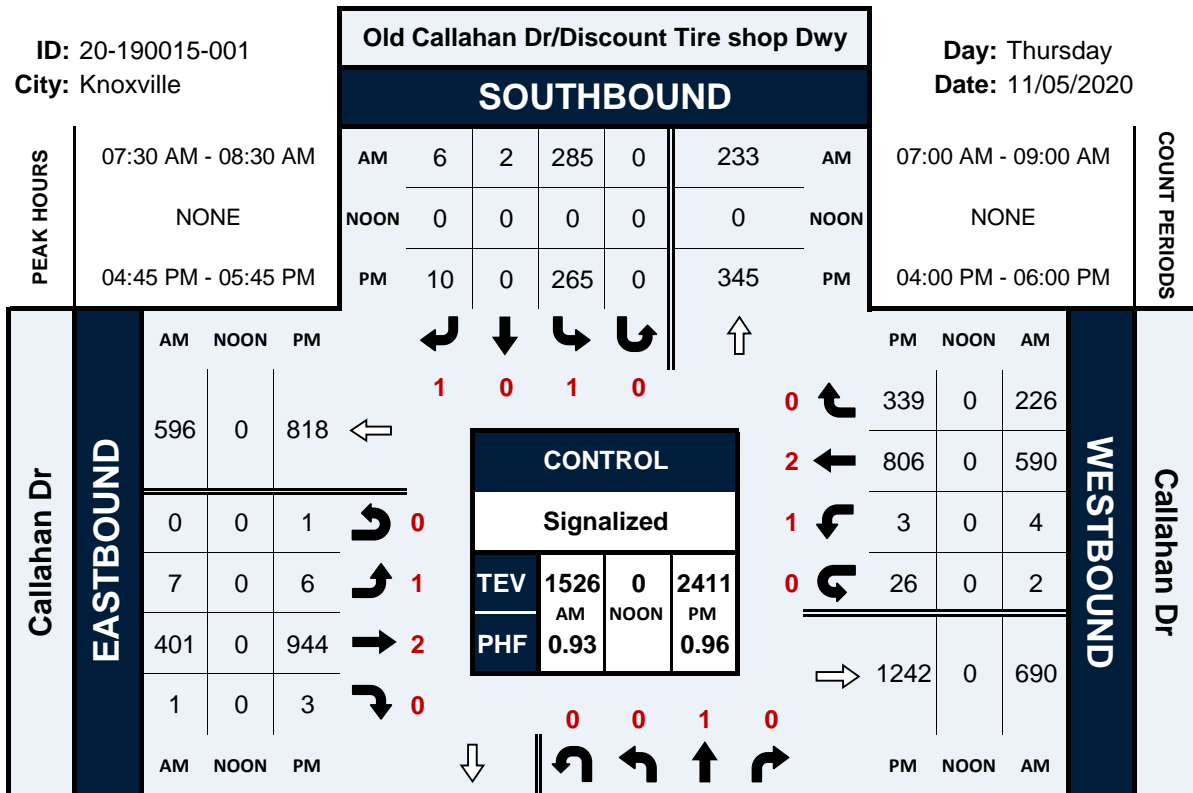 ID: 20-190015-001
City: Knoxville
Old Callahan Dr/Discount Tire shop Dwy
SOUTHBOUND
Day: Thursday
Date: 11/05/2020
PEAK HOURS
07:30 AM - 08:30 AM
NONE
04:45 PM - 05:45 PM
AM 6 2 285 0 233 AM
NOON 0 0 0 0 0 NOON
PM 10 0 265 0 345 PM
07:00 AM - 09:00 AM
NONE
04:00 PM - 06:00 PM
COUNT PERIODS
1 0 1 0
Callahan Dr
EASTBOUND
AM NOON PM
596 0 818
0 0 1 0
7 0 6 1
401 0 944 2
1 0 3 0
AM NOON PM
CONTROL
Signalized
TEV 1526 0 2411
AM NOON PM
PHF 0.93 0.96
PM NOON AM
0 339 0 226
2 806 0 590
1 3 0 4
0 26 0 2
1242 0 690
PM NOON AM
WESTBOUND
Callahan Dr
0 0 1 0